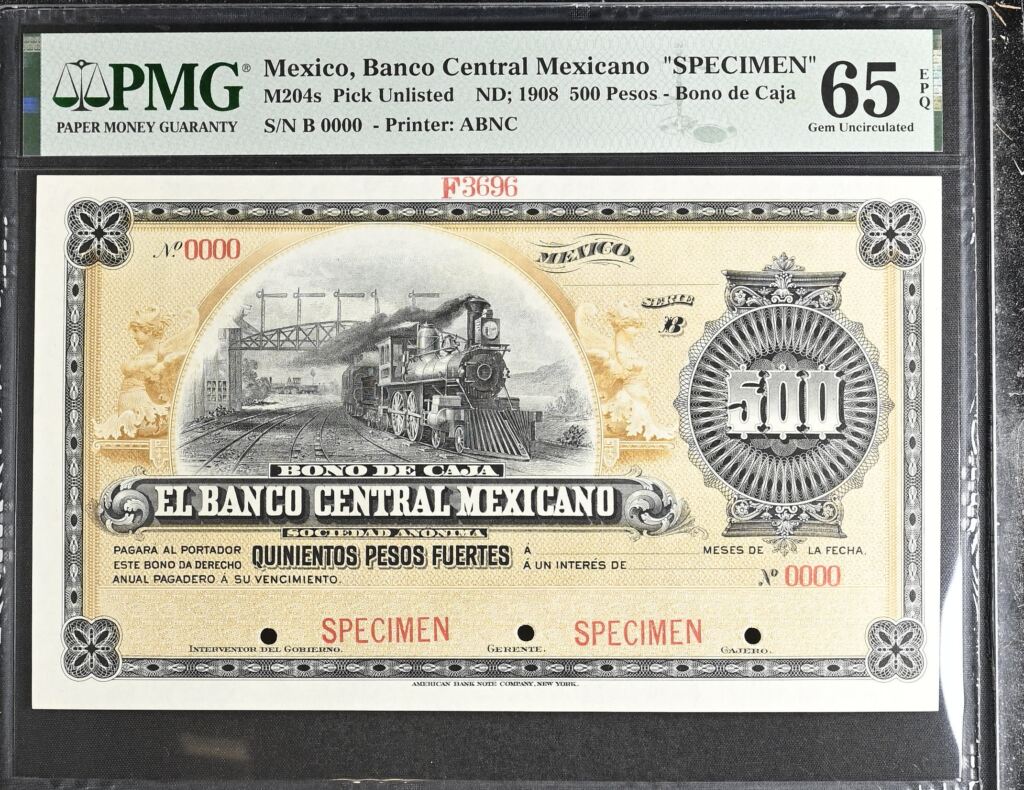 PMG® Mexico, Banco Central Mexicano "SPECIMEN" 65 EPQ
M204s Pick Unlisted ND; 1908 500 Pesos - Bono de Caja
PAPER MONEY GUARANTY S/N B 0000 - Printer: ABNC Gem Uncirculated
F3696
Nº 0000 MEXICO,
SERIE
B
500
BONO DE CAJA
EL BANCO CENTRAL MEXICANO
SOCIEDAD ANONIMA
PAGARA AL PORTADOR QUINIENTOS PESOS FUERTES Á MESES DE LA FECHA.
ESTE BONO DA DERECHO Á UN INTERÉS DE
ANUAL PAGADERO Á SU VENCIMIENTO. Nº 0000
SPECIMEN SPECIMEN
INTERVENTOR DEL GOBIERNO. GERENTE. CAJERO.
AMERICAN BANK NOTE COMPANY, NEW YORK.